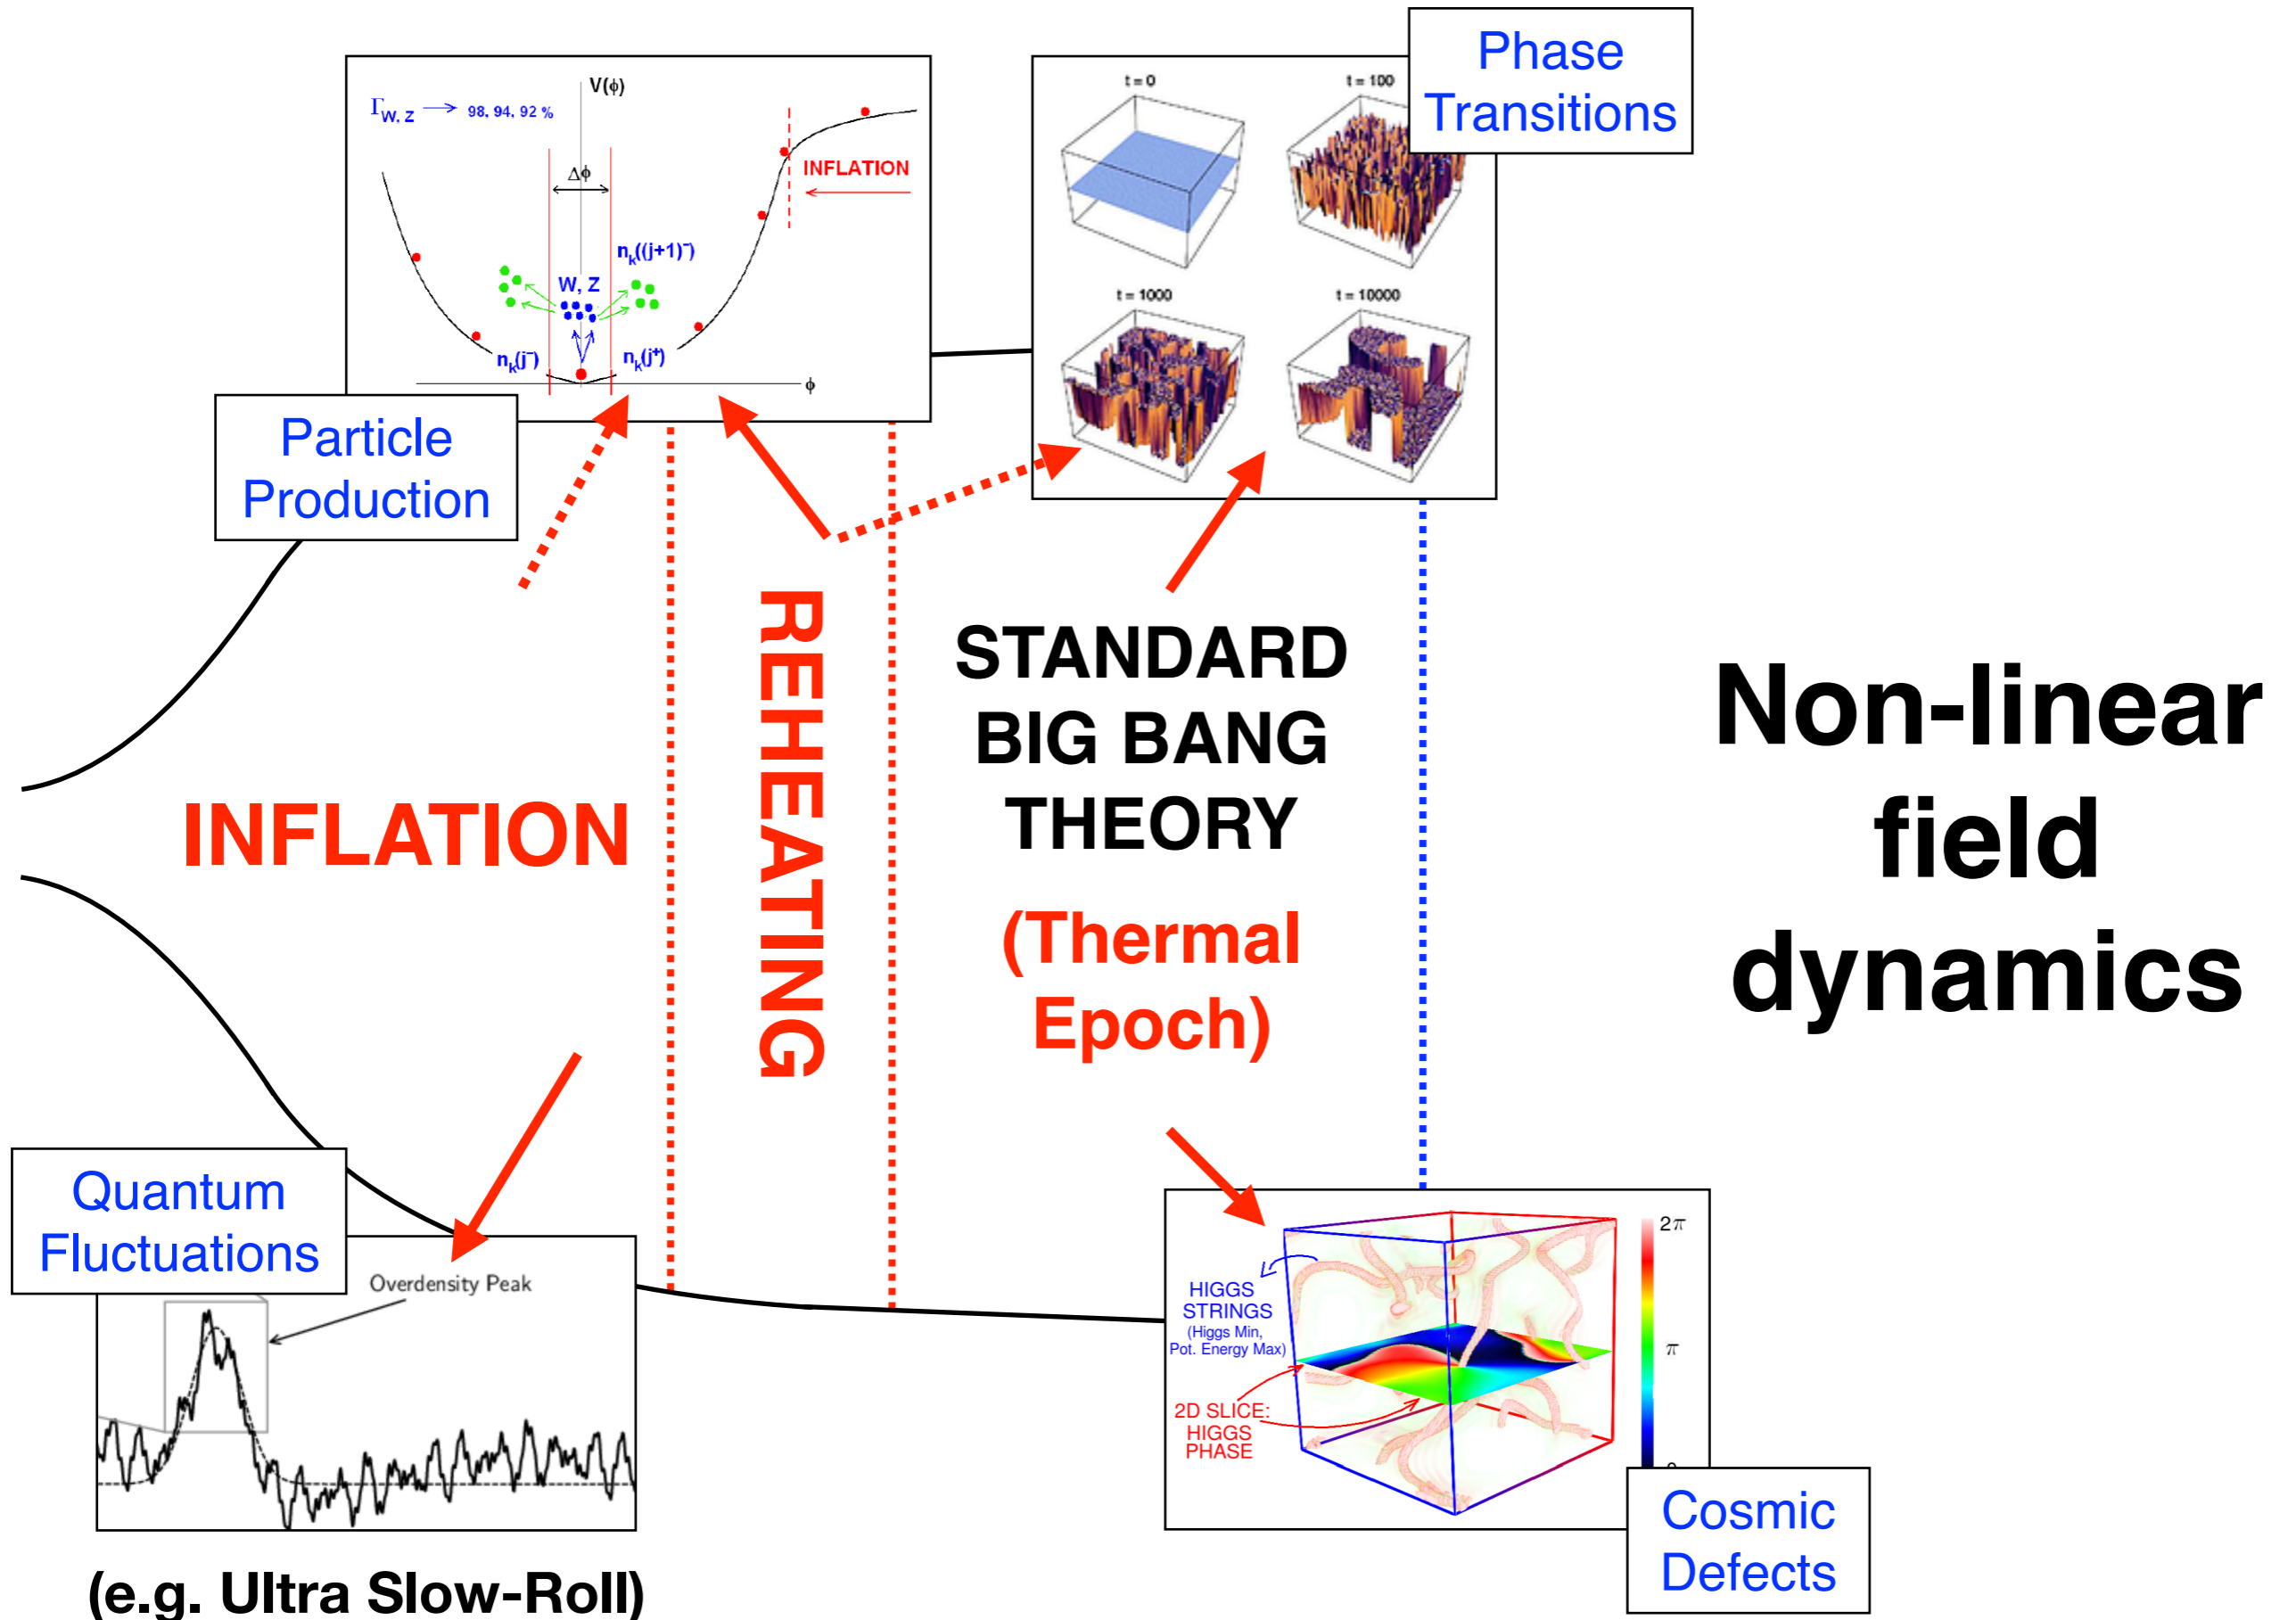 Phase
Transitions
V(ϕ)
Γ W, Z → 98, 94, 92 %
Δϕ
INFLATION
n_k((j+1)⁻)
W, Z
n_k(j⁻)
n_k(j⁺)
ϕ
t = 0
t = 100
t = 1000
t = 10000
Particle
Production
REHEATING
STANDARD
BIG BANG
THEORY
(Thermal
Epoch)
INFLATION
Non-linear
field
dynamics
Quantum
Fluctuations
Overdensity Peak
(e.g. Ultra Slow-Roll)
HIGGS
STRINGS
(Higgs Min,
Pot. Energy Max)
2D SLICE:
HIGGS
PHASE
2π
π
Cosmic
Defects